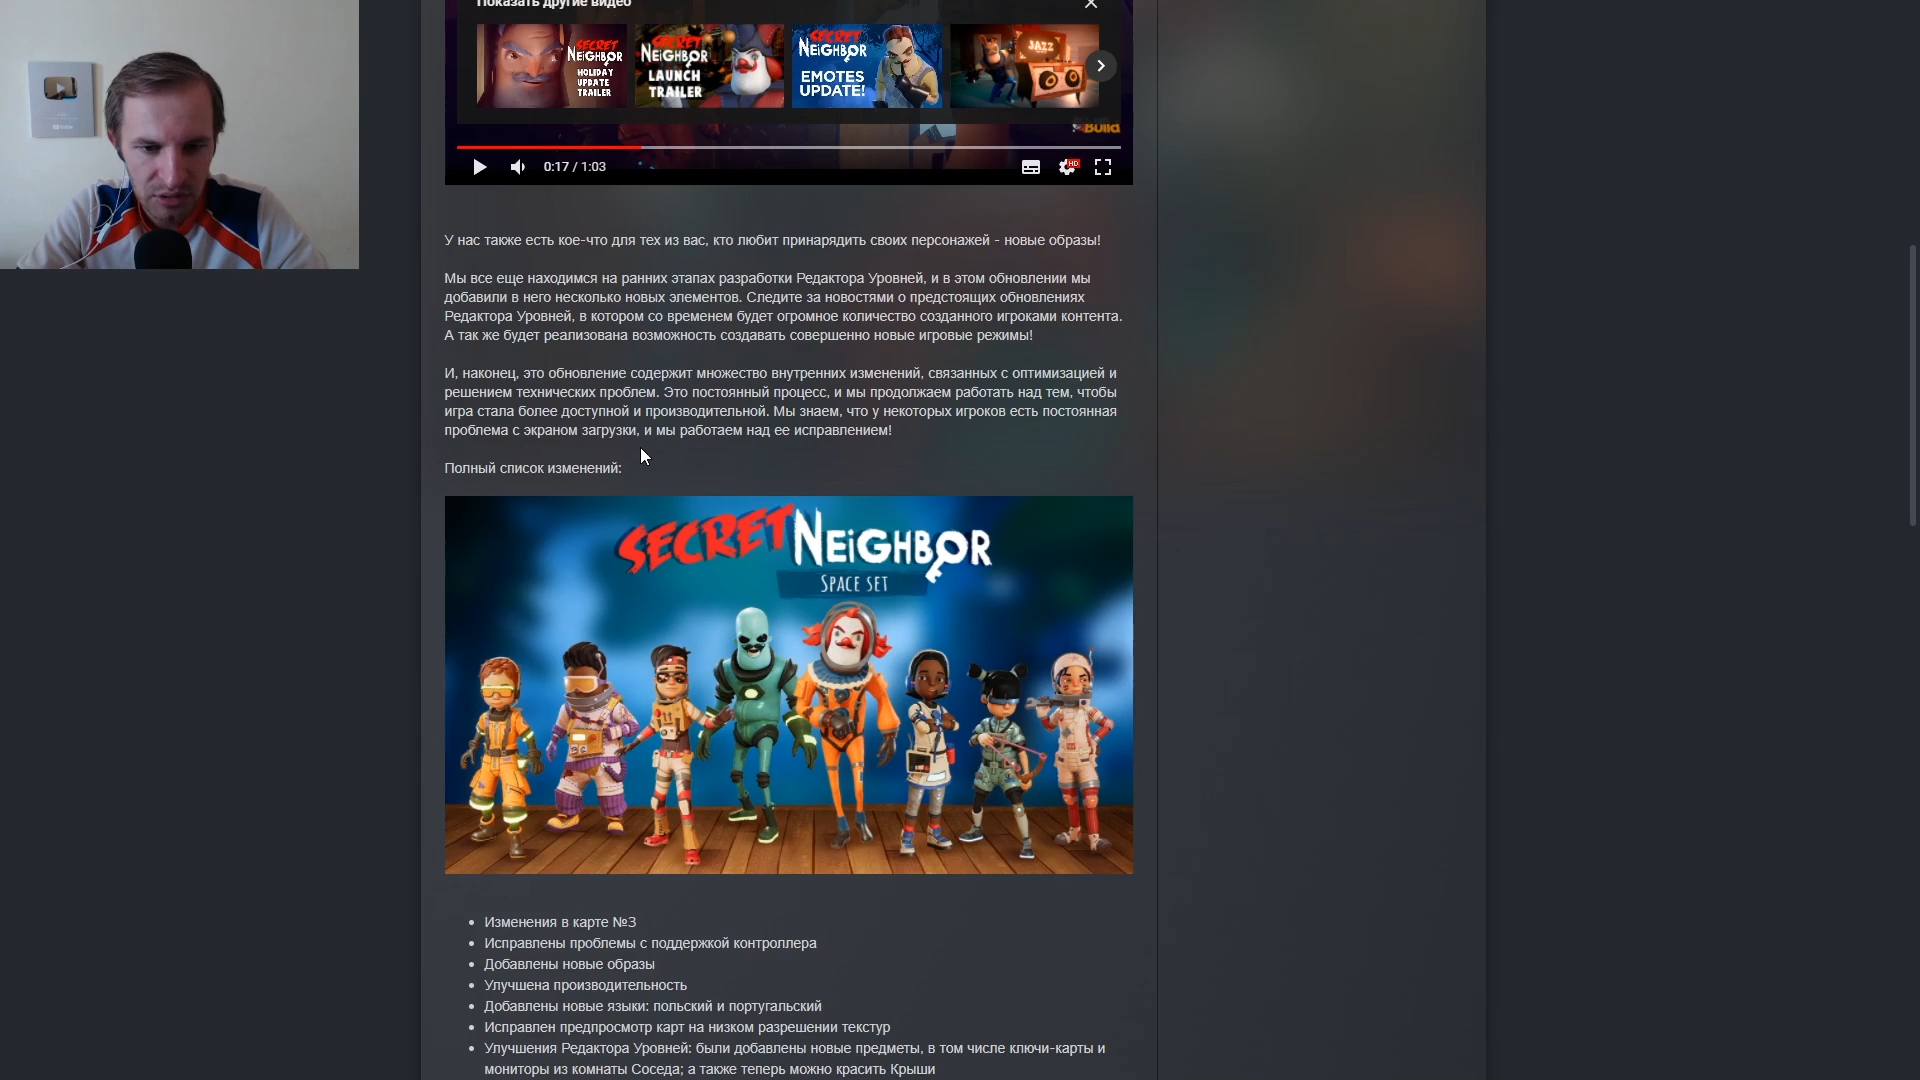 Показать другие видео
SECRET NEIGHBOR HOLIDAY UPDATE TRAILER
SECRET NEIGHBOR LAUNCH TRAILER
SECRET NEIGHBOR EMOTES UPDATE!
JAZZ
Build
0:17 / 1:03
HD
У нас также есть кое-что для тех из вас, кто любит принарядить своих персонажей - новые образы!
Мы все еще находимся на ранних этапах разработки Редактора Уровней, и в этом обновлении мы
добавили в него несколько новых элементов. Следите за новостями о предстоящих обновлениях
Редактора Уровней, в котором со временем будет огромное количество созданного игроками контента.
А так же будет реализована возможность создавать совершенно новые игровые режимы!
И, наконец, это обновление содержит множество внутренних изменений, связанных с оптимизацией и
решением технических проблем. Это постоянный процесс, и мы продолжаем работать над тем, чтобы
игра стала более доступной и производительной. Мы знаем, что у некоторых игроков есть постоянная
проблема с экраном загрузки, и мы работаем над ее исправлением!
Полный список изменений:
SECRET NEIGHBOR
SPACE SET
• Изменения в карте №3
• Исправлены проблемы с поддержкой контроллера
• Добавлены новые образы
• Улучшена производительность
• Добавлены новые языки: польский и португальский
• Исправлен предпросмотр карт на низком разрешении текстур
• Улучшения Редактора Уровней: были добавлены новые предметы, в том числе ключи-карты и
мониторы из комнаты Соседа; а также теперь можно красить Крыши